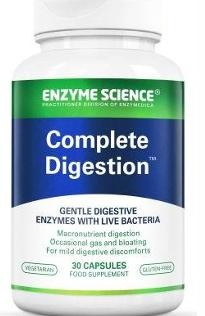 ENZYME SCIENCE®
PRACTITIONER DIVISION OF ENZYMEDICA
Complete
Digestion™
GENTLE DIGESTIVE
ENZYMES WITH LIVE BACTERIA
Macronutrient digestion
Occasional gas and bloating
For mild digestive discomforts
VEGETARIAN
30 CAPSULES
GLUTEN-FREE
FOOD SUPPLEMENT